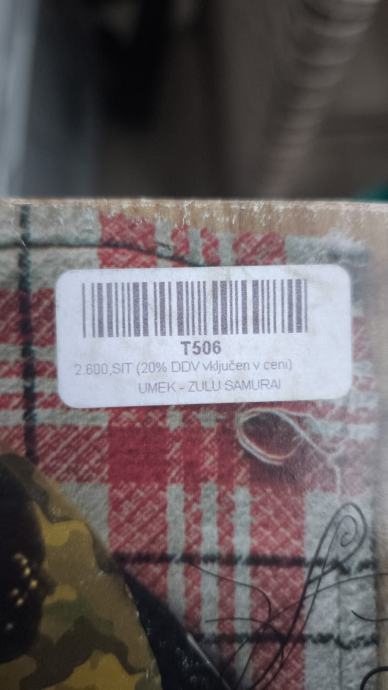 T506
2.600,SIT (20% DDV vključen v ceni)
UMEK - ZULU SAMURAI